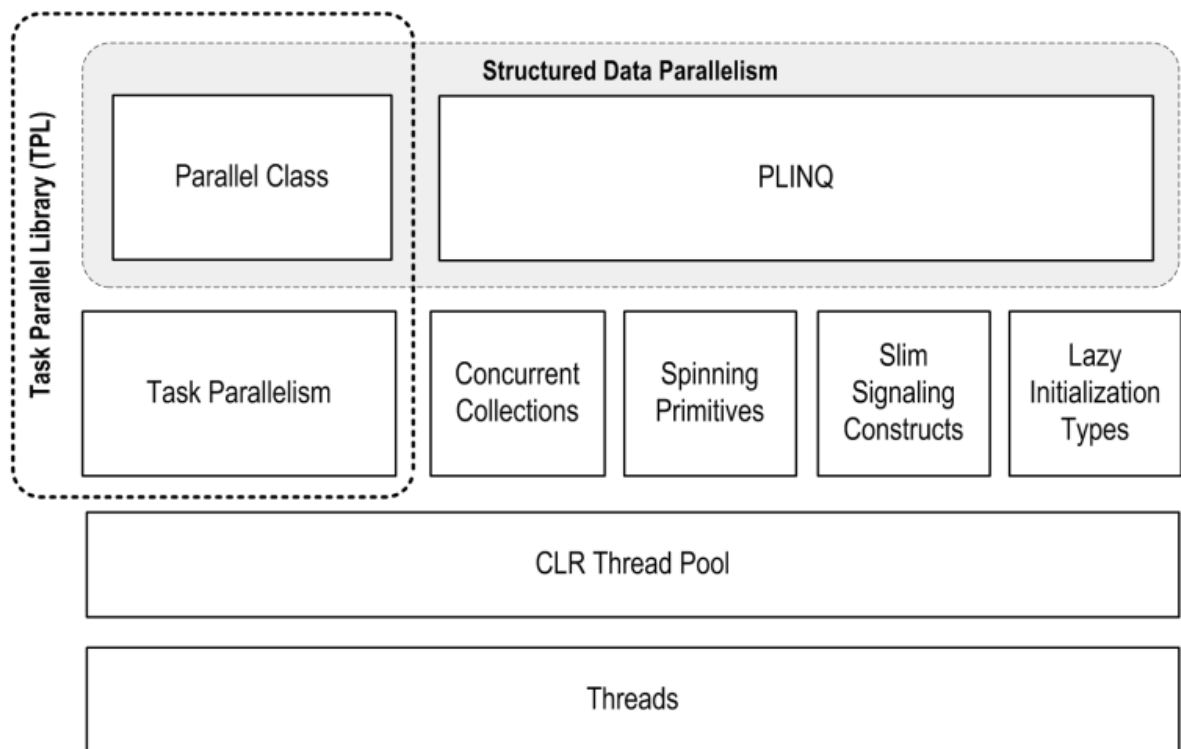 Structured Data Parallelism
Task Parallel Library (TPL)
Parallel Class
PLINQ
Task Parallelism
Concurrent
Collections
Spinning
Primitives
Slim
Signaling
Constructs
Lazy
Initialization
Types
CLR Thread Pool
Threads